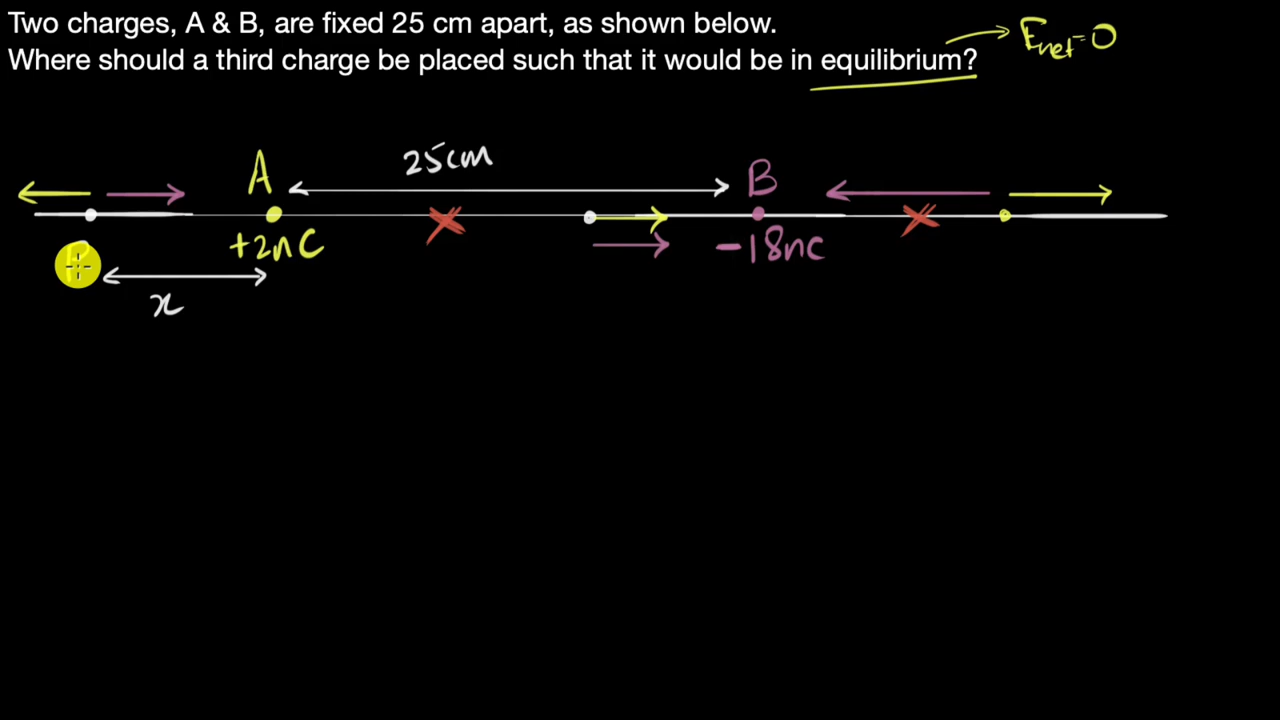 Two charges, A & B, are fixed 25 cm apart, as shown below.
Where should a third charge be placed such that it would be in equilibrium?
Enet=0
25cm
A
B
+2nC
-18nc
P
x